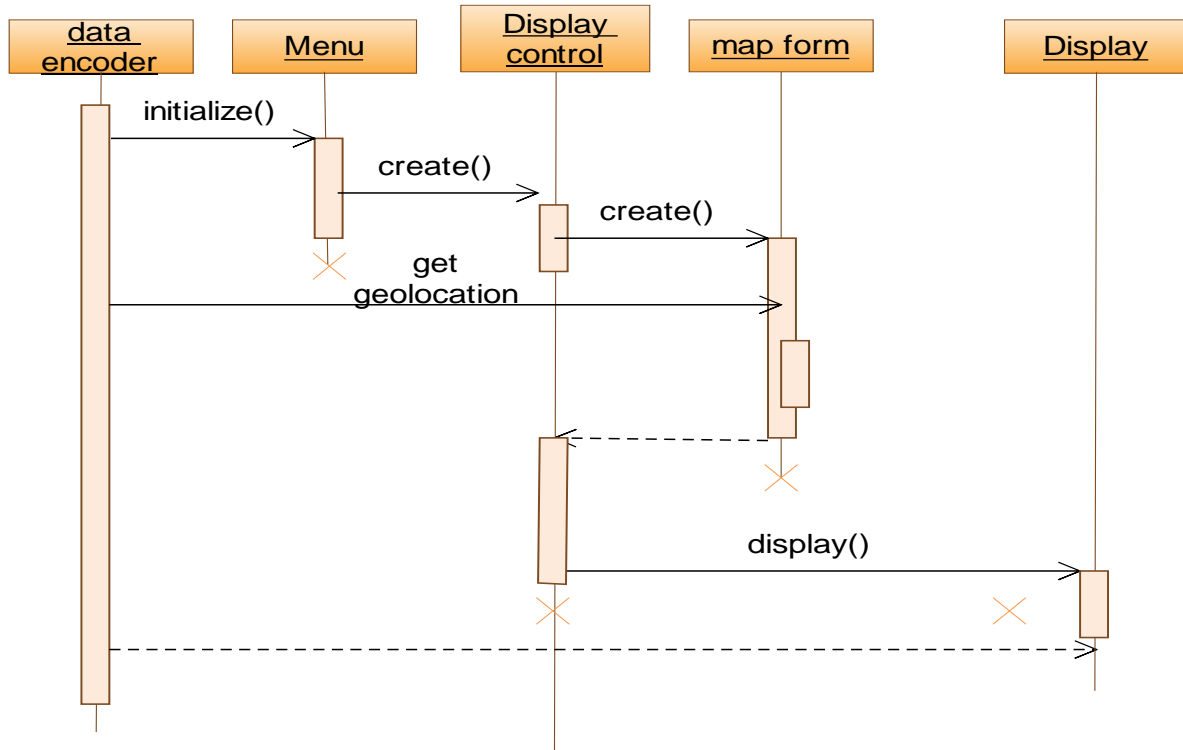 data
encoder
Menu
Display
control
map form
Display
initialize()
create()
create()
get
geolocation
display()